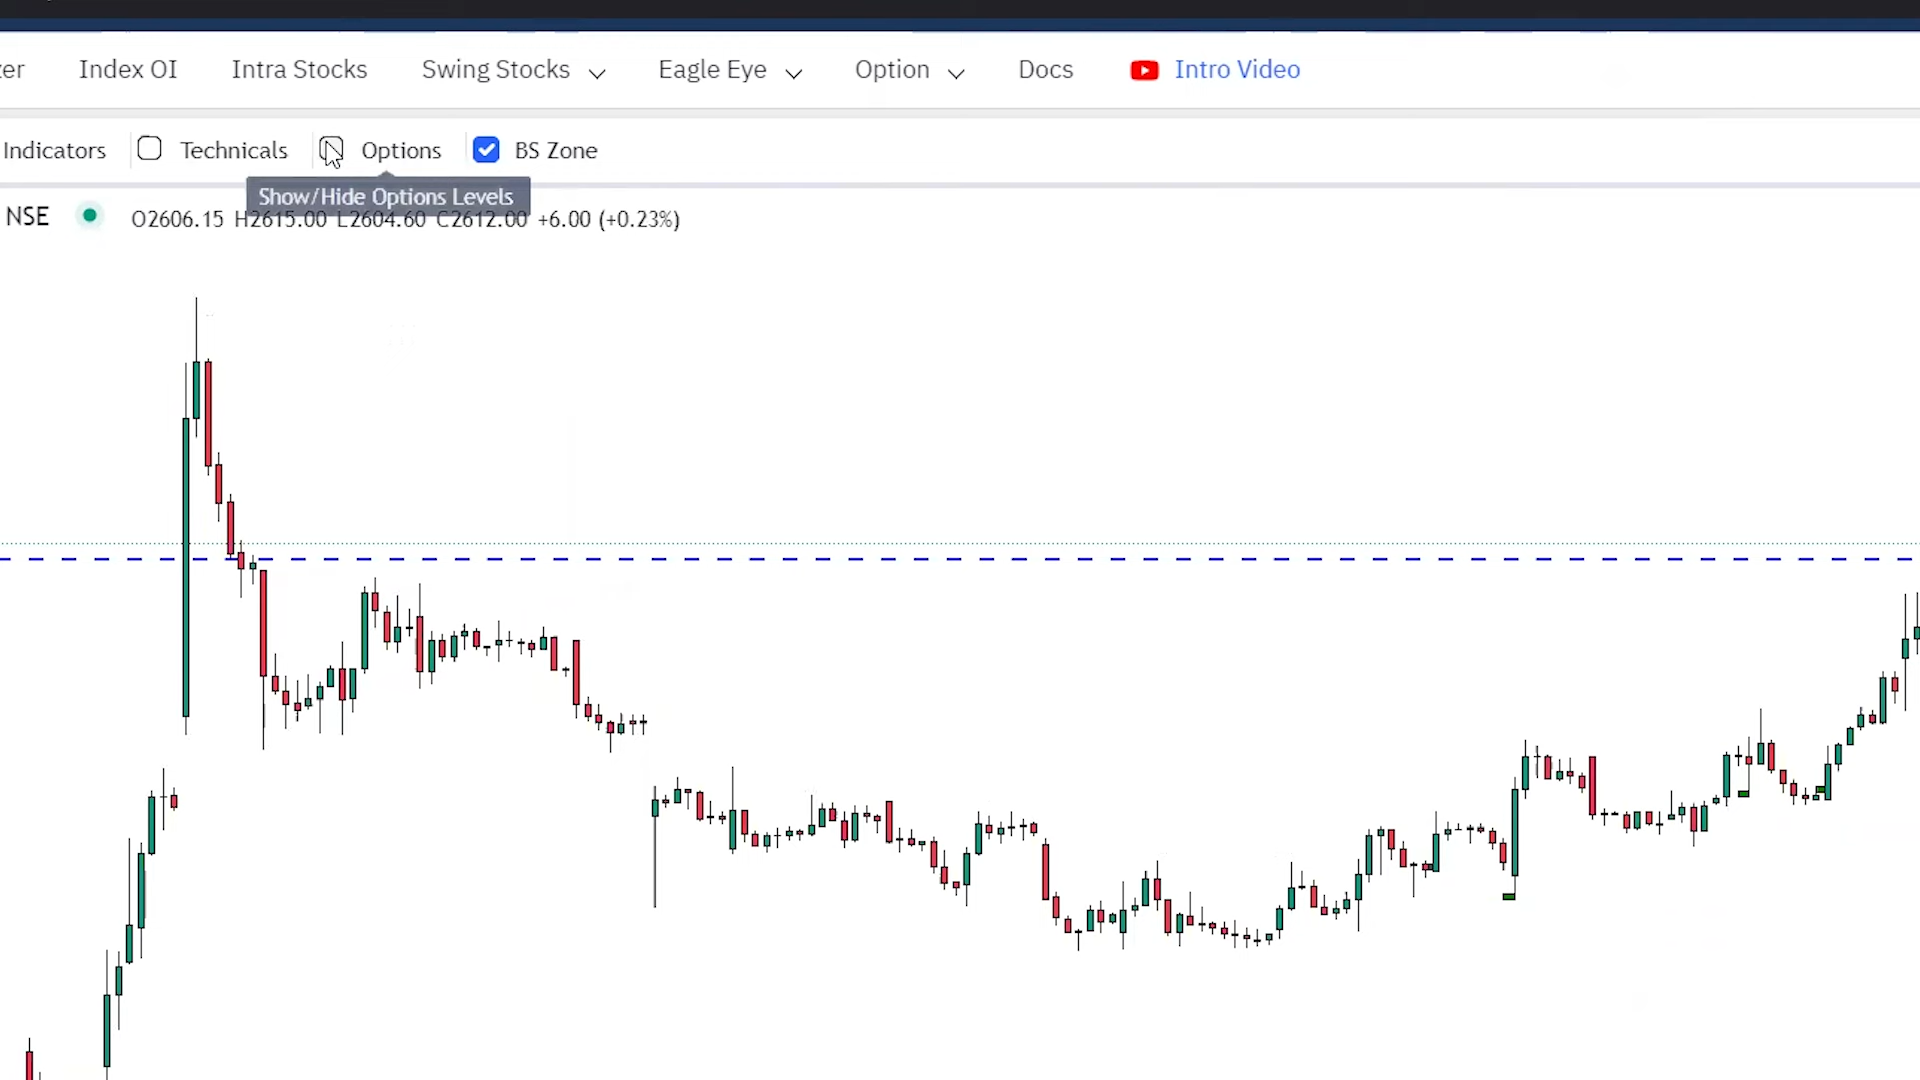 Index OI Intra Stocks Swing Stocks Eagle Eye Option Docs Intro Video
Indicators Technicals Options BS Zone
Show/Hide Options Levels
NSE O2606.15 H2615.00 L2604.60 C2612.00 +6.00 (+0.23%)